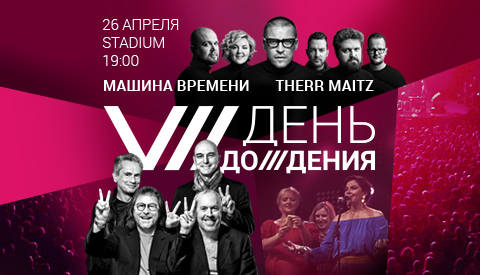 26 АПРЕЛЯ
STADIUM
19:00
МАШИНА ВРЕМЕНИ THERR MAITZ
V/// ДЕНЬ
ДО///ДЕНИЯ